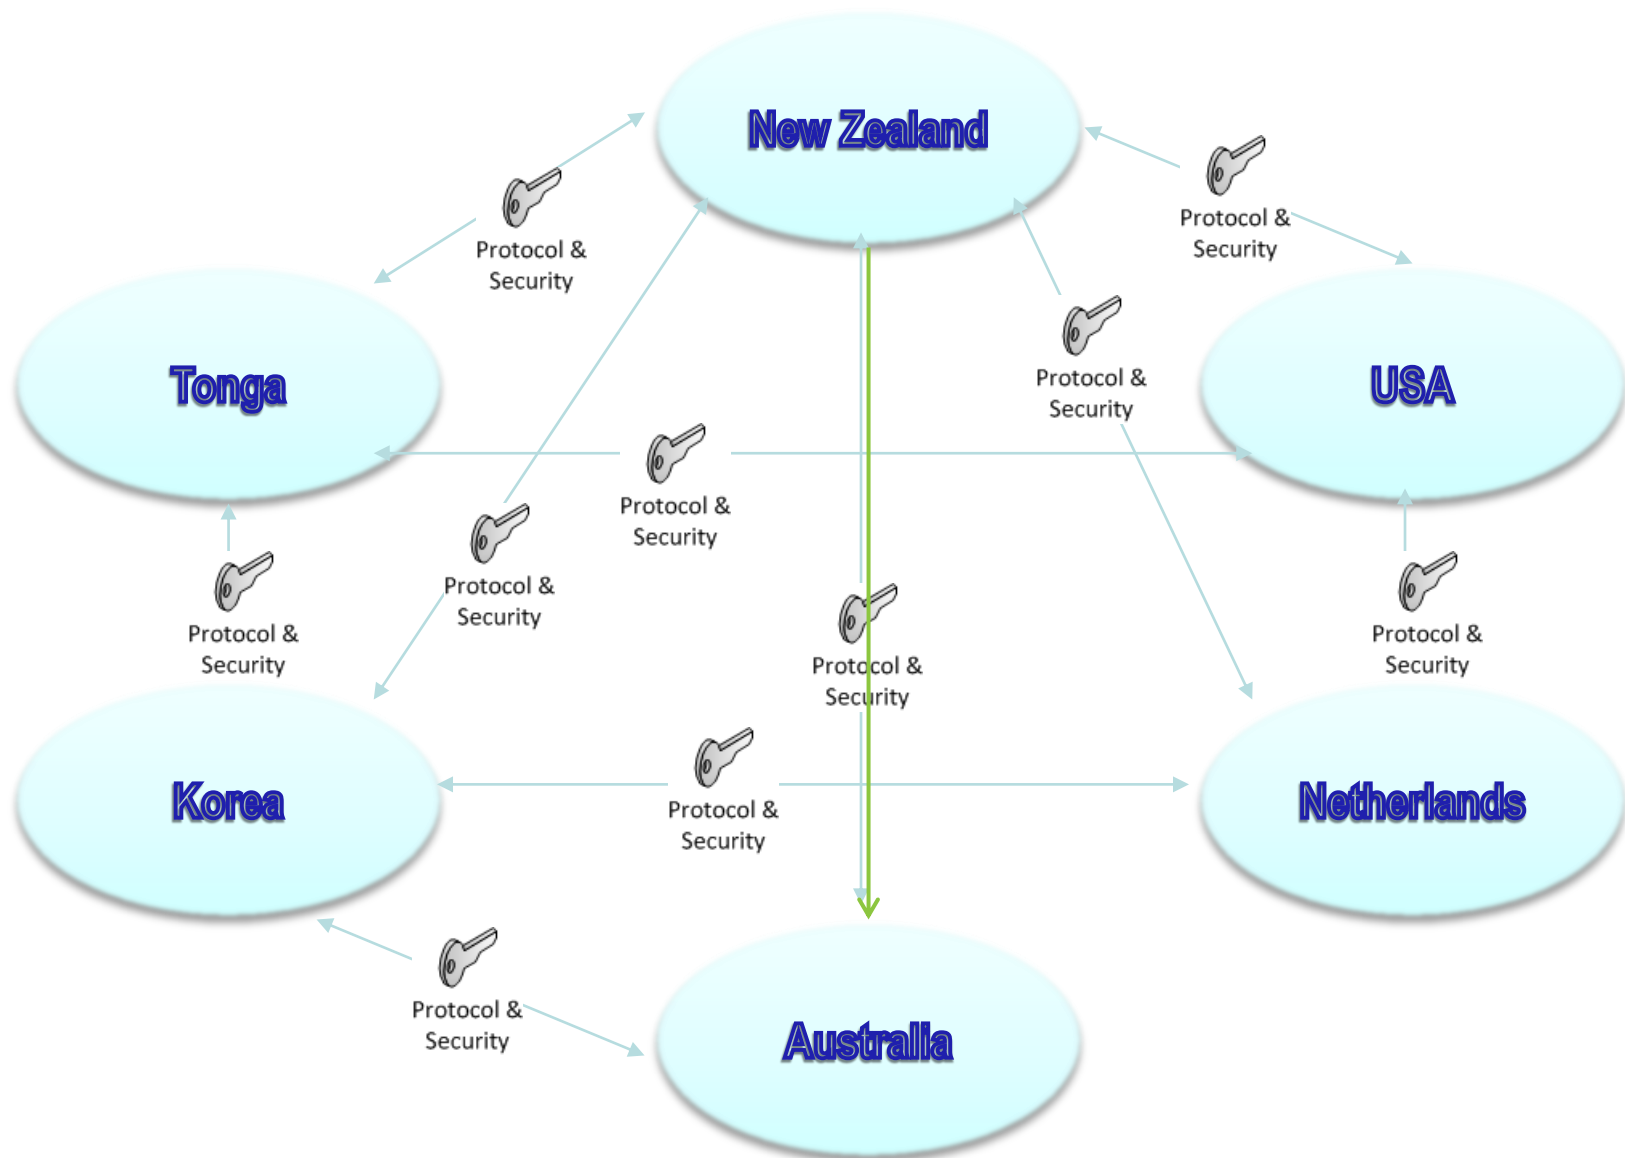 New Zealand
Protocol &
Security
Protocol &
Security
Tonga
USA
Protocol &
Security
Protocol &
Security
Protocol &
Security
Protocol &
Security
Protocol &
Security
Protocol &
Security
Korea
Netherlands
Protocol &
Security
Protocol &
Security
Australia